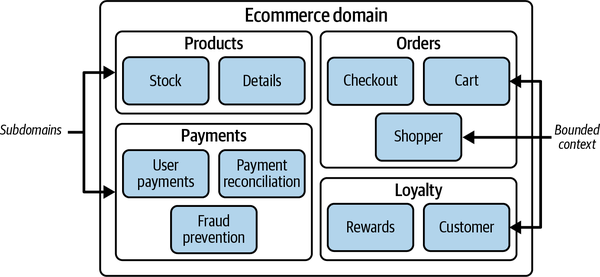 Ecommerce domain
Products
Stock
Details
Orders
Checkout
Cart
Shopper
Subdomains
Payments
User
payments
Payment
reconciliation
Fraud
prevention
Bounded
context
Loyalty
Rewards
Customer